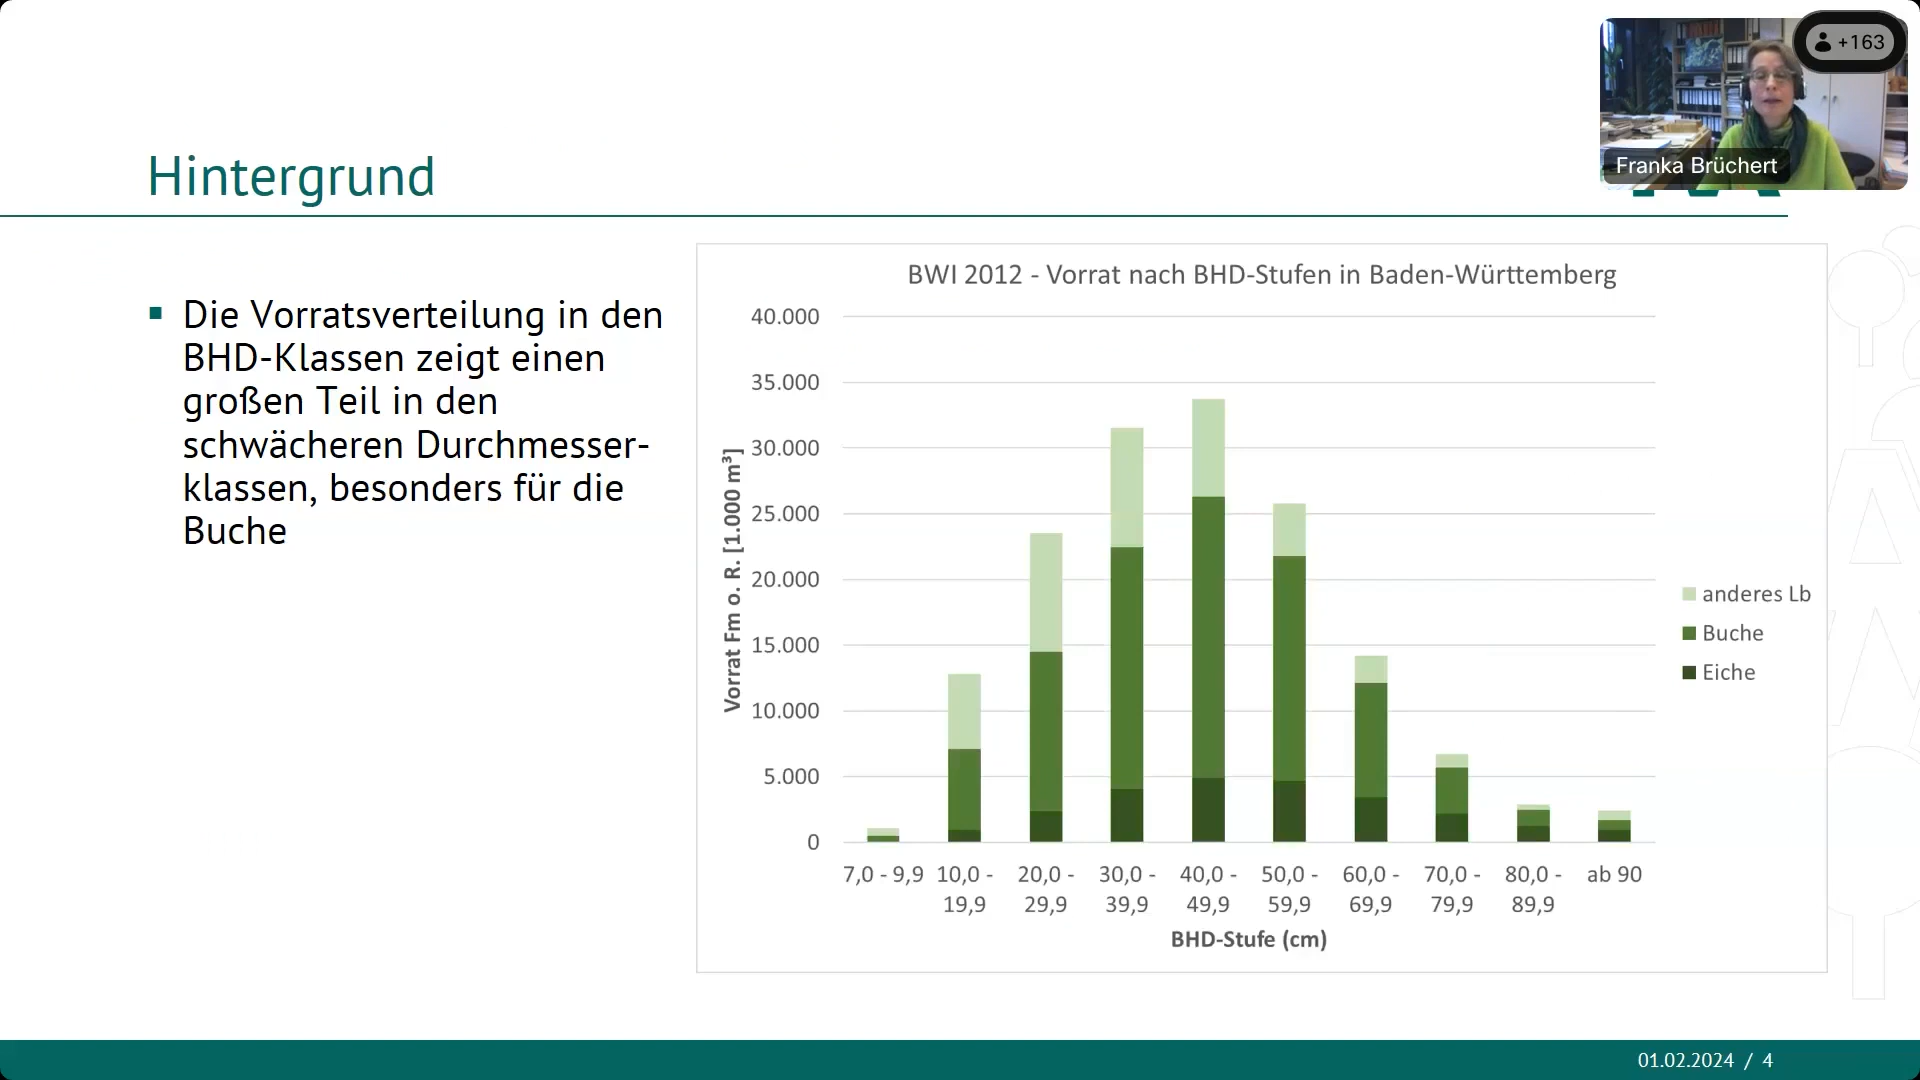 +163
Franka Brüchert
Hintergrund
Die Vorratsverteilung in den
BHD-Klassen zeigt einen
großen Teil in den
schwächeren Durchmesser-
klassen, besonders für die
Buche
BWI 2012 - Vorrat nach BHD-Stufen in Baden-Württemberg
Vorrat Fm o. R. [1.000 m³]
40.000
35.000
30.000
25.000
20.000
15.000
10.000
5.000
0
anderes Lb
Buche
Eiche
7,0 - 9,9 10,0 - 20,0 - 30,0 - 40,0 - 50,0 - 60,0 - 70,0 - 80,0 - ab 90
19,9 29,9 39,9 49,9 59,9 69,9 79,9 89,9
BHD-Stufe (cm)
01.02.2024 / 4